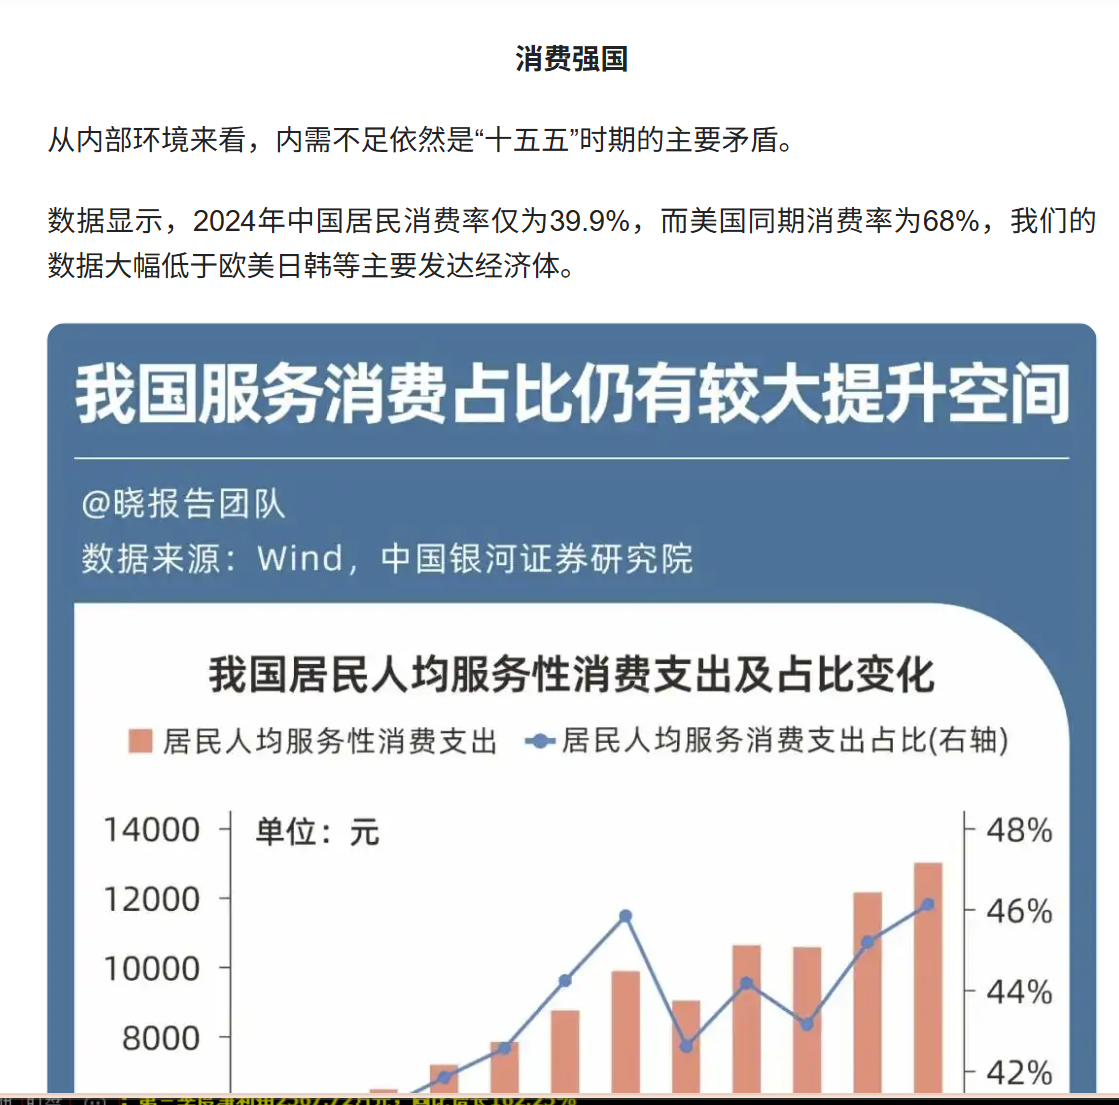 消费强国
从内部环境来看，内需不足依然是“十五五”时期的主要矛盾。
数据显示，2024年中国居民消费率仅为39.9%，而美国同期消费率为68%，我们的
数据大幅低于欧美日韩等主要发达经济体。
我国服务消费占比仍有较大提升空间
@晓报告团队
数据来源：Wind，中国银河证券研究院
我国居民人均服务性消费支出及占比变化
居民人均服务性消费支出 居民人均服务消费支出占比(右轴)
14000 单位：元 48%
12000 46%
10000 44%
8000 42%